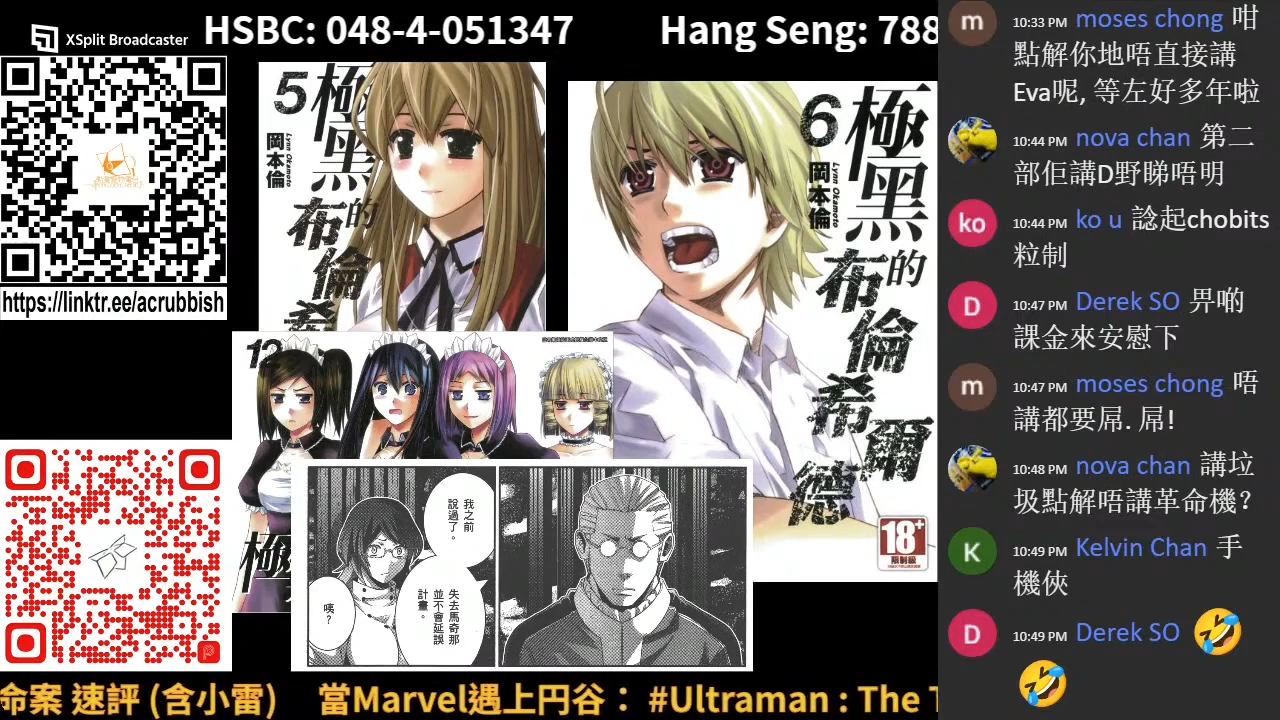 XSplit Broadcaster
HSBC: 048-4-051347
Hang Seng: 788
https://linktr.ee/acrubbish
5
極黑的布倫希
岡本倫
Lynn Okamoto
6
極黑的布倫希爾德
岡本倫
Lynn Okamoto
18+
限制級
極黑
我之前
說過了。
失去馬奇那
並不會延誤
計畫。
咦?
命案 速評 (含小雷)
當Marvel遇上円谷： #Ultraman : The T
10:33 PM moses chong 咁
點解你地唔直接講
Eva呢, 等左好多年啦
10:44 PM nova chan 第二
部佢講D野睇唔明
10:44 PM ko u 諗起chobits
粒制
10:47 PM Derek SO 畀啲
課金來安慰下
10:47 PM moses chong 唔
講都要屌. 屌!
10:48 PM nova chan 講垃
圾點解唔講革命機?
10:49 PM Kelvin Chan 手
機俠
10:49 PM Derek SO 🤣
🤣